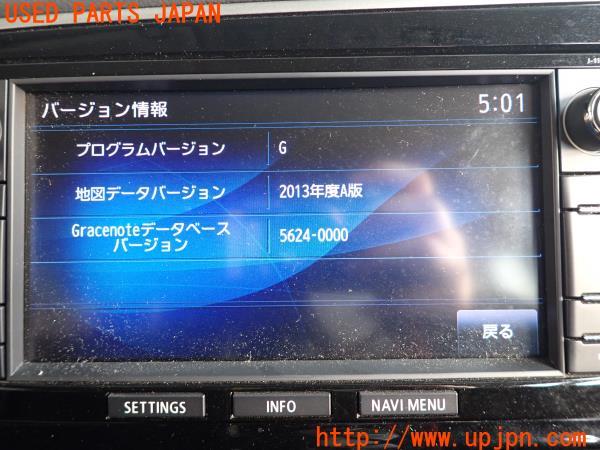 USED PARTS JAPAN
バージョン情報
5:01
プログラムバージョン
G
地図データバージョン
2013年度A版
Gracenoteデータベース
バージョン
5624-0000
戻る
SETTINGS
INFO
NAVI MENU
http://www.upjpn.com